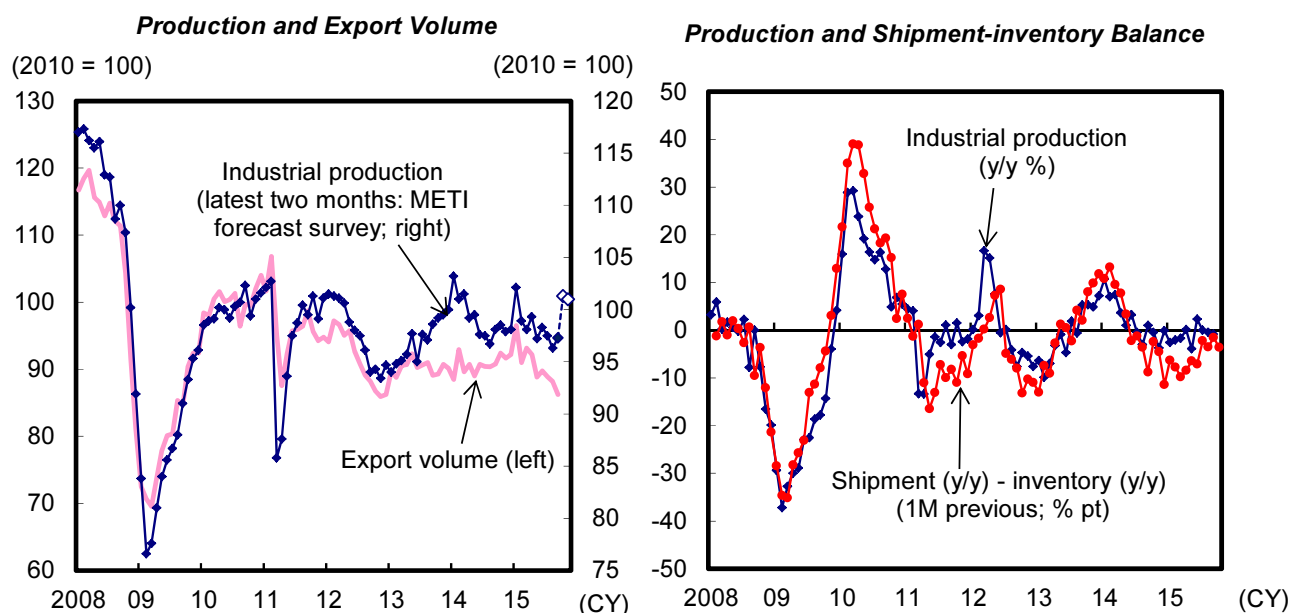 Production and Export Volume
(2010 = 100)
(2010 = 100)
130
120
110
100
90
80
70
60
120
115
110
105
100
95
90
85
80
75
Industrial production
(latest two months: METI
forecast survey; right)
Export volume (left)
2008 09 10 11 12 13 14 15 (CY)
Production and Shipment-inventory Balance
50
40
30
20
10
0
-10
-20
-30
-40
-50
Industrial production
(y/y %)
Shipment (y/y) - inventory (y/y)
(1M previous; % pt)
2008 09 10 11 12 13 14 15 (CY)